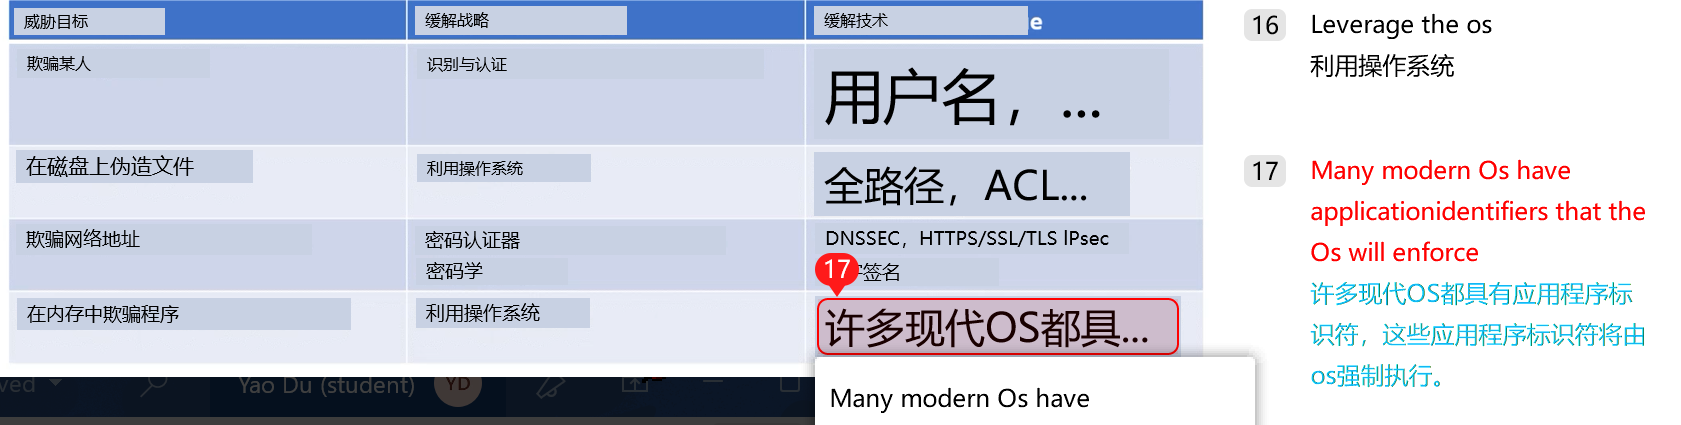 威胁目标
缓解战略
缓解技术
e
欺骗某人
识别与认证
用户名，...
在磁盘上伪造文件
利用操作系统
全路径，ACL...
欺骗网络地址
密码认证器
密码学
DNSSEC，HTTPS/SSL/TLS IPsec
签名
在内存中欺骗程序
利用操作系统
17
许多现代OS都具...
Many modern Os have
ved
Yao Du (student)
YD
16
Leverage the os
利用操作系统
17
Many modern Os have
applicationidentifiers that the
Os will enforce
许多现代OS都具有应用程序标
识符，这些应用程序标识符将由
os强制执行。